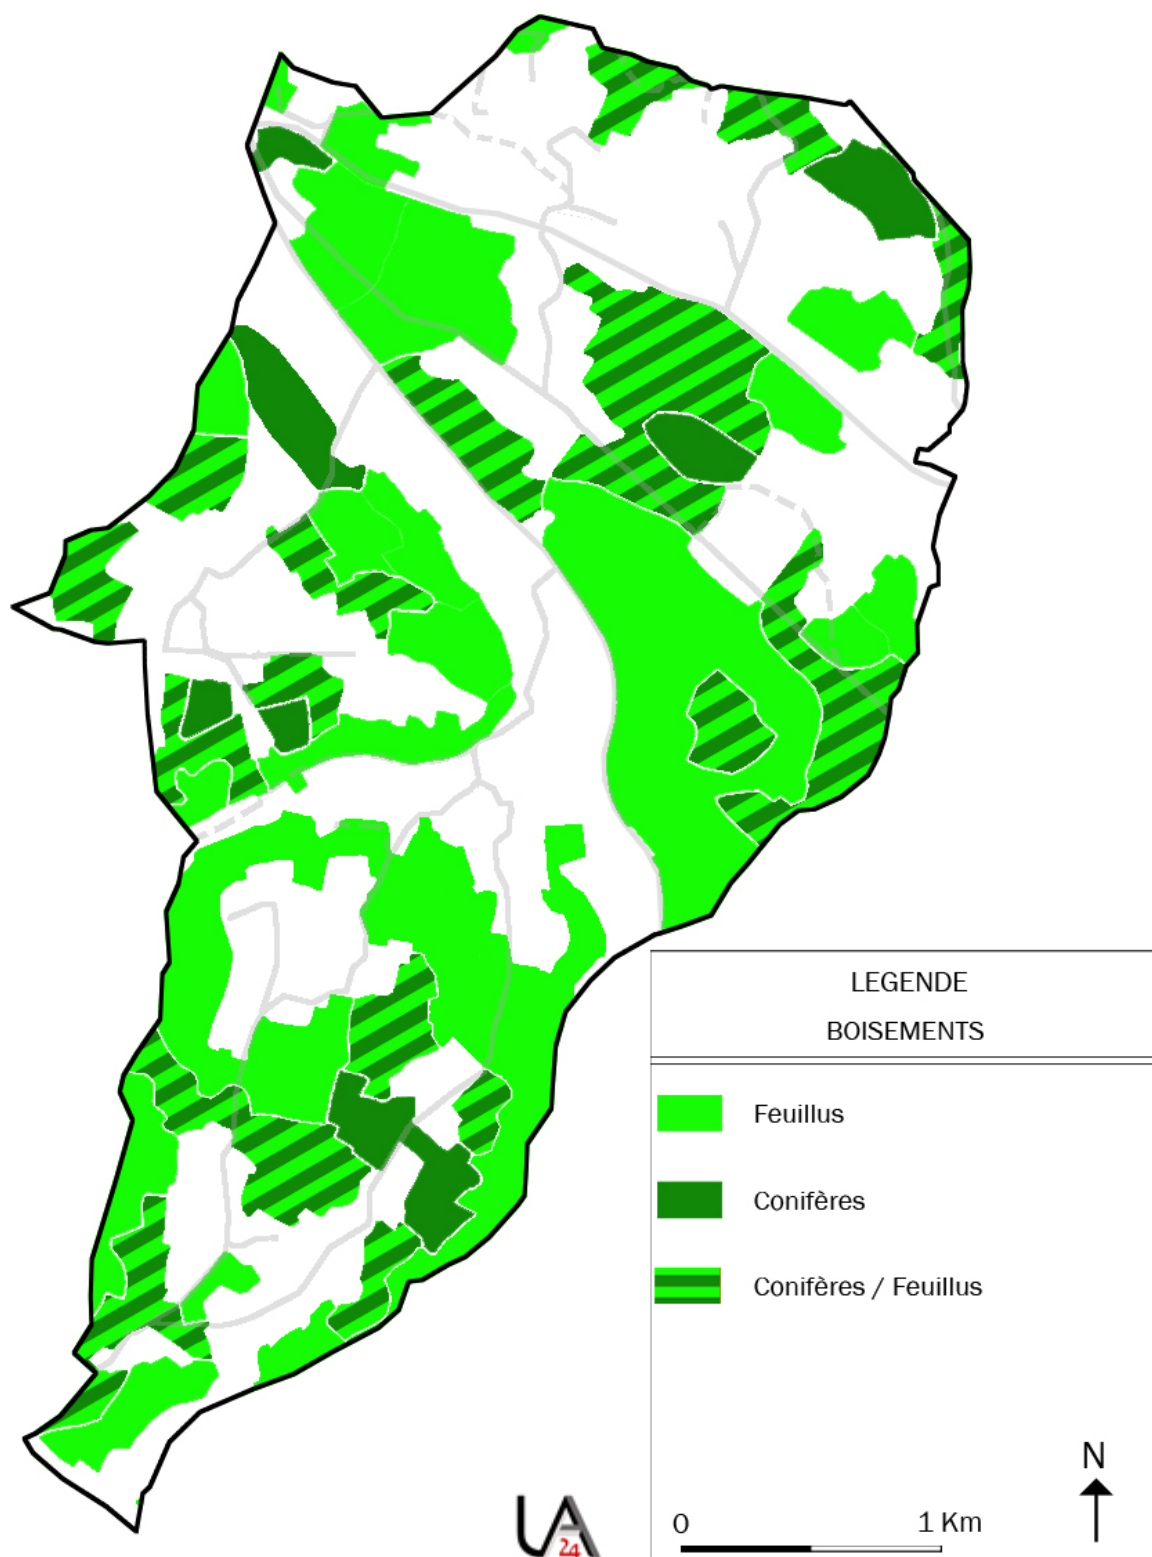 LEGENDE
BOISEMENTS
Feuillus
Conifères
Conifères / Feuillus
N
0 1 Km
UA
24